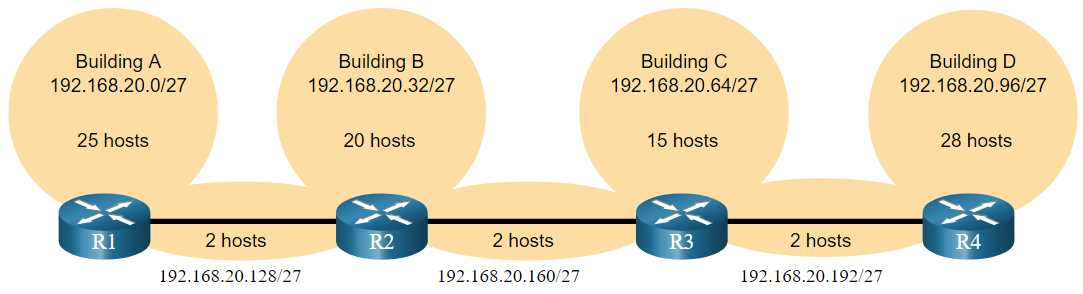 Building A
192.168.20.0/27
25 hosts
Building B
192.168.20.32/27
20 hosts
Building C
192.168.20.64/27
15 hosts
Building D
192.168.20.96/27
28 hosts
R1
2 hosts
R2
2 hosts
R3
2 hosts
R4
192.168.20.128/27
192.168.20.160/27
192.168.20.192/27